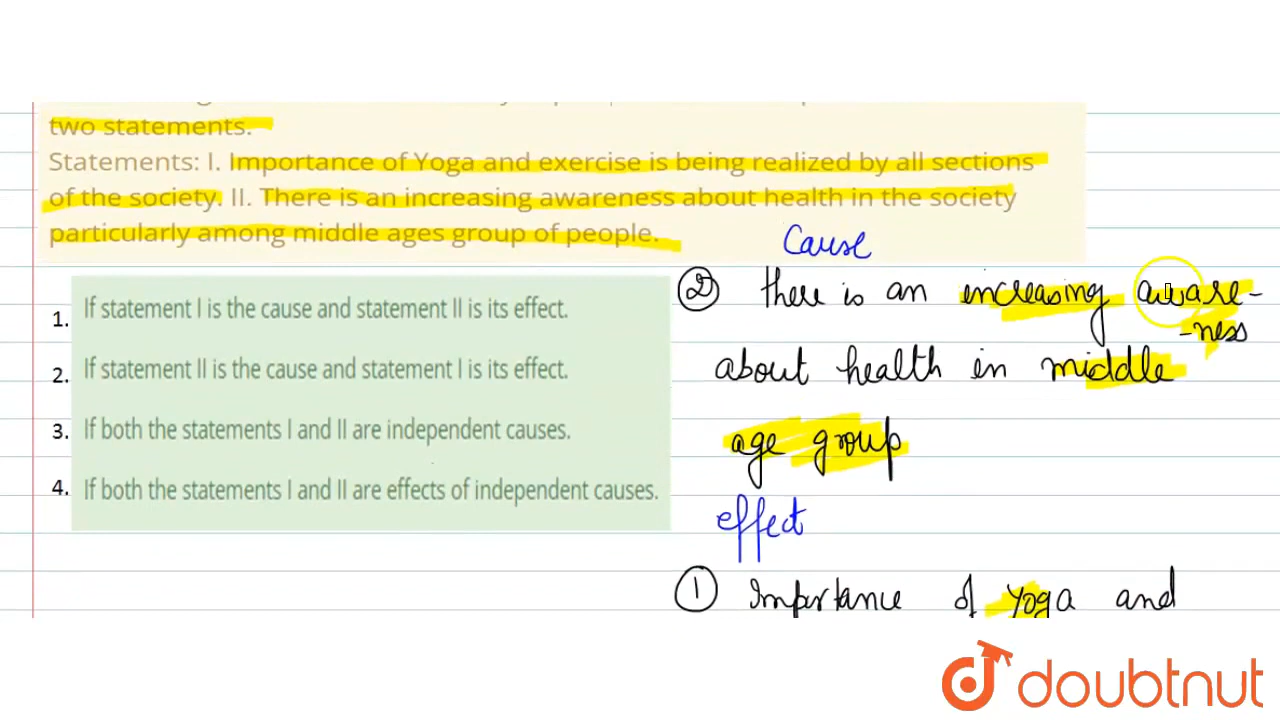 two statements.
Statements: I. Importance of Yoga and exercise is being realized by all sections
of the society. II. There is an increasing awareness about health in the society
particularly among middle ages group of people.
1. If statement I is the cause and statement II is its effect.
2. If statement II is the cause and statement I is its effect.
3. If both the statements I and II are independent causes.
4. If both the statements I and II are effects of independent causes.
Cause
② there is an increasing aware-
-ness
about health in middle
age group
effect
① Importance of Yoga and
doubtnut